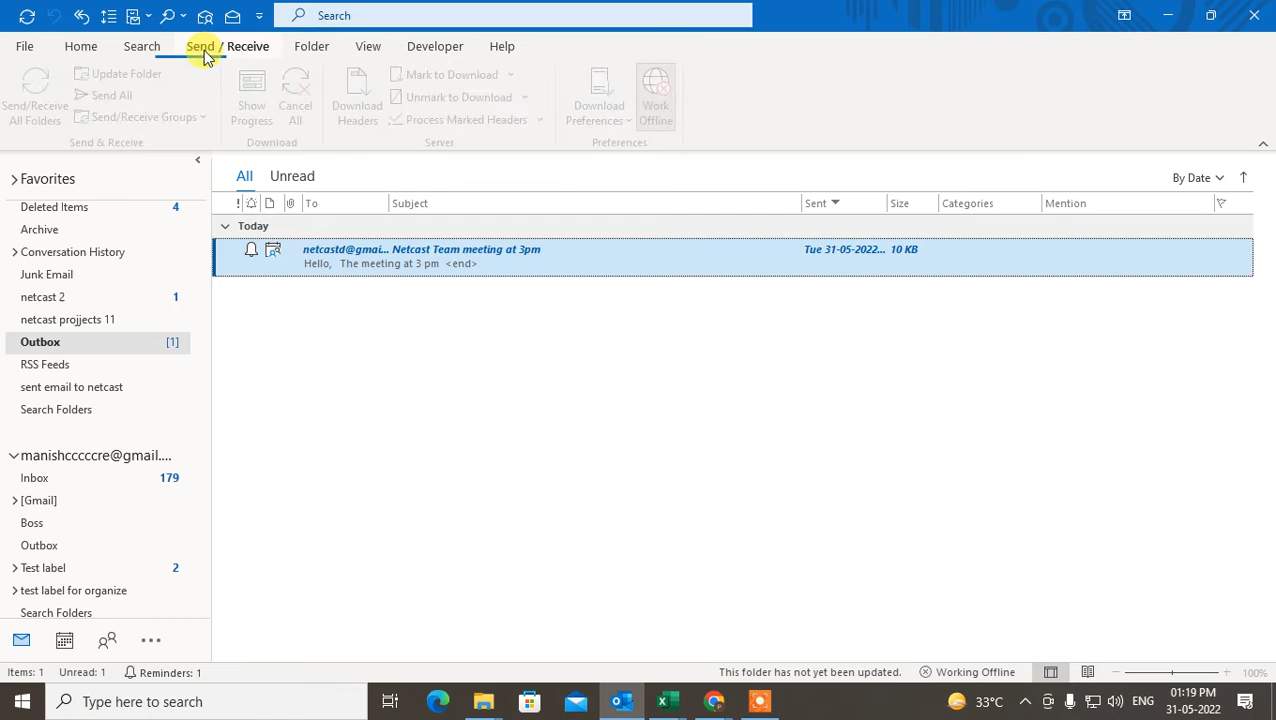 Search
File Home Search Send / Receive Folder View Developer Help
Send/Receive All Folders
Update Folder
Send All
Send/Receive Groups
Send & Receive
Show Progress
Cancel All
Download
Download Headers
Mark to Download
Unmark to Download
Process Marked Headers
Server
Download Preferences
Work Offline
Preferences
Favorites
Deleted Items 4
Archive
Conversation History
Junk Email
netcast 2 1
netcast projjects 11
Outbox [1]
RSS Feeds
sent email to netcast
Search Folders
manishcccccre@gmail....
Inbox 179
[Gmail]
Boss
Outbox
Test label 2
test label for organize
Search Folders
All Unread By Date
! To Subject Sent Size Categories Mention
Today
netcastd@gmai... Netcast Team meeting at 3pm Tue 31-05-2022... 10 KB
Hello, The meeting at 3 pm <end>
Items: 1 Unread: 1 Reminders: 1 This folder has not yet been updated. Working Offline 100%
Type here to search 33°C ENG 01:19 PM
31-05-2022